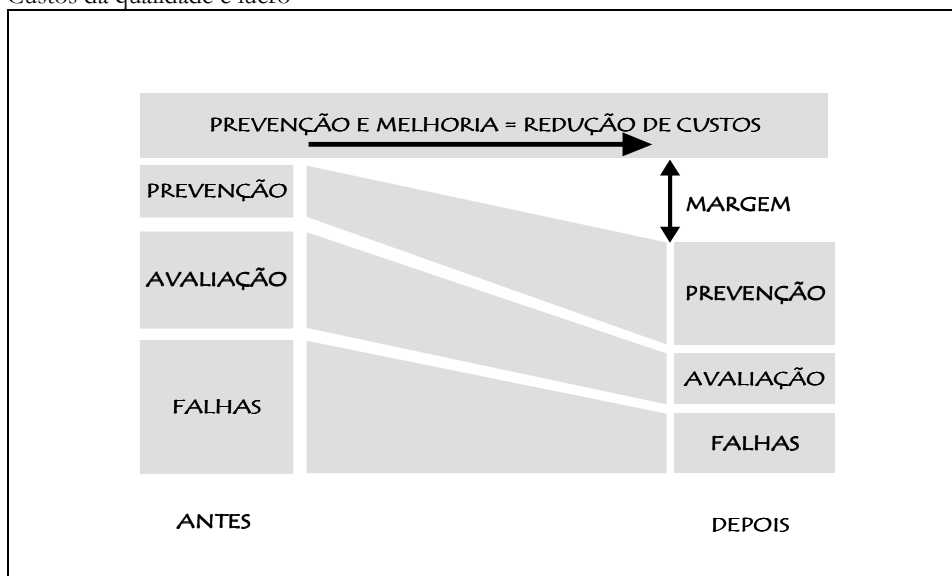 Custos da qualidade e lucro
PREVENÇÃO E MELHORIA = REDUÇÃO DE CUSTOS
PREVENÇÃO
AVALIAÇÃO
FALHAS
ANTES
MARGEM
PREVENÇÃO
AVALIAÇÃO
FALHAS
DEPOIS